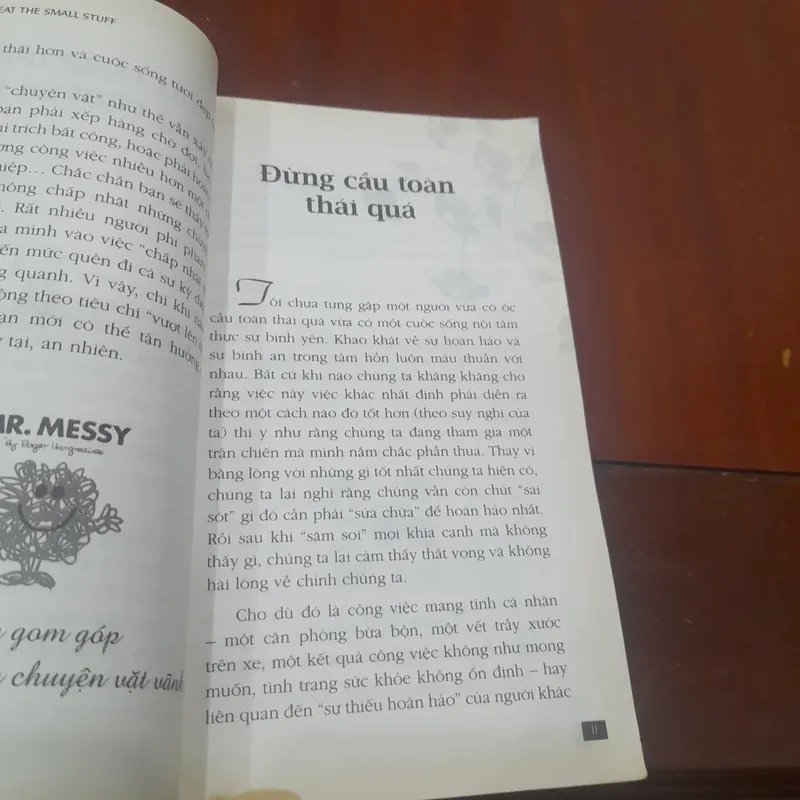 EAT THE SMALL STUFF
thái hơn và cuộc sống tươi đẹp
"chuyện vặt" như thế vẫn xảy
bạn phải xếp hàng chờ đợi,
trích bất công, hoặc phải hoàn
công việc nhiều hơn một
... Chắc chắn bạn sẽ thấy
chấp nhặt những chuyện
. Rất nhiều người phí phạm
mình vào việc "chấp nhặt
mức quên đi cả sự kỳ diệu
quanh. Vì vậy, chỉ khi nào
theo tiêu chí "vượt lên
mới có thể tận hưởng
tại, an nhiên.
MR. MESSY
By Roger Hargreaves
gom góp
chuyện vặt vãnh
Đừng cầu toàn
thái quá
Tôi chưa từng gặp một người vừa có óc
cầu toàn thái quá vừa có một cuộc sống nội tâm
thực sự bình yên. Khao khát về sự hoàn hảo và
sự bình an trong tâm hồn luôn mâu thuẫn với
nhau. Bất cứ khi nào chúng ta khăng khăng cho
rằng việc này việc khác nhất định phải diễn ra
theo một cách nào đó tốt hơn (theo suy nghĩ của
ta) thì y như rằng chúng ta đang tham gia một
trận chiến mà mình nắm chắc phần thua. Thay vì
bằng lòng với những gì tốt nhất chúng ta hiện có,
chúng ta lại nghĩ rằng chúng vẫn còn chút "sai
sót" gì đó cần phải "sửa chữa" để hoàn hảo nhất.
Rồi sau khi "săm soi" mọi khía cạnh mà không
thấy gì, chúng ta lại cảm thấy thất vọng và không
hài lòng về chính chúng ta.
Cho dù đó là công việc mang tính cá nhân
– một căn phòng bừa bộn, một vết trầy xước
trên xe, một kết quả công việc không như mong
muốn, tình trạng sức khỏe không ổn định – hay
liên quan đến "sự thiếu hoàn hảo" của người khác
11